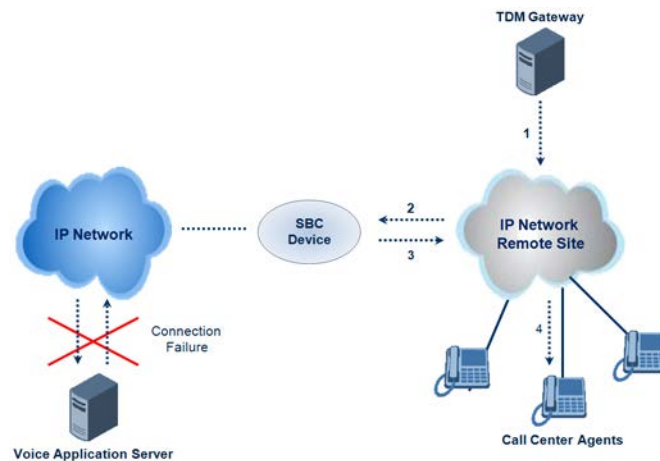 TDM Gateway
1
2
IP Network
SBC
Device
IP Network
Remote Site
3
4
Connection
Failure
Voice Application Server
Call Center Agents